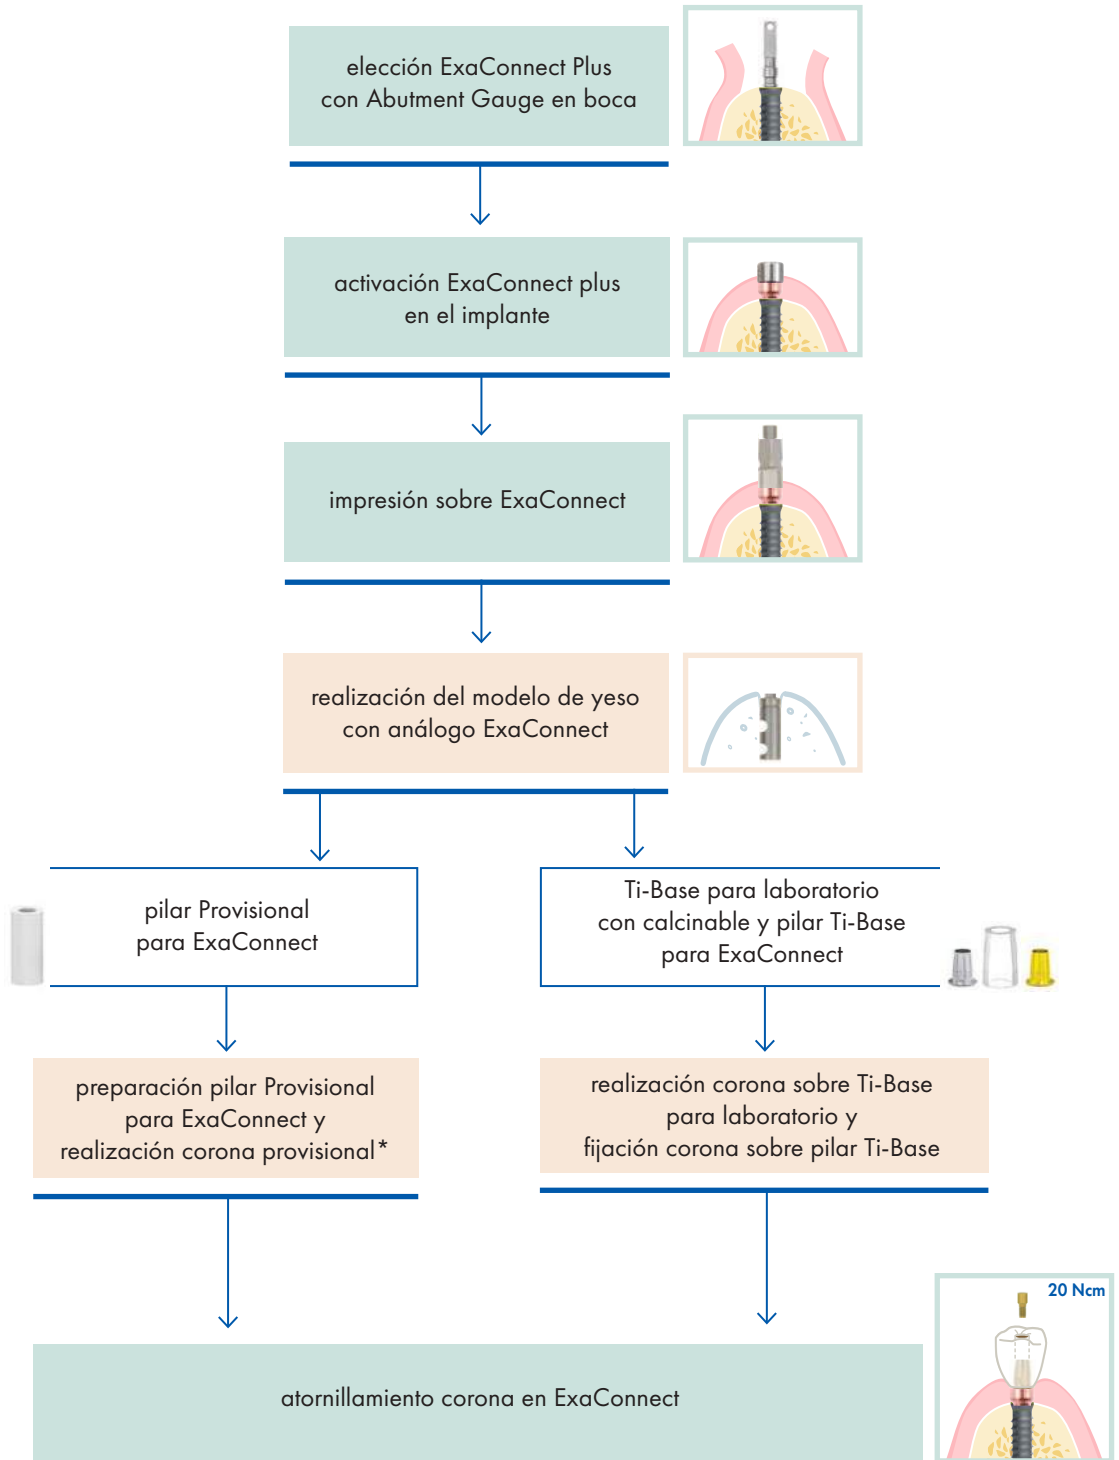 elección ExaConnect Plus
con Abutment Gauge en boca
activación ExaConnect plus
en el implante
impresión sobre ExaConnect
realización del modelo de yeso
con análogo ExaConnect
pilar Provisional
para ExaConnect
Ti-Base para laboratorio
con calcinable y pilar Ti-Base
para ExaConnect
preparación pilar Provisional
para ExaConnect y
realización corona provisional*
realización corona sobre Ti-Base
para laboratorio y
fijación corona sobre pilar Ti-Base
20 Ncm
atornillamiento corona en ExaConnect